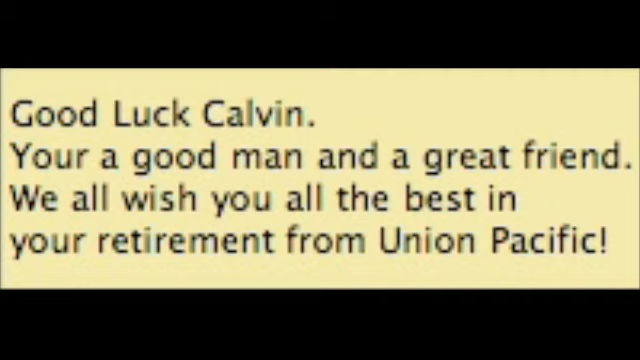 Good Luck Calvin.
Your a good man and a great friend.
We all wish you all the best in
your retirement from Union Pacific!